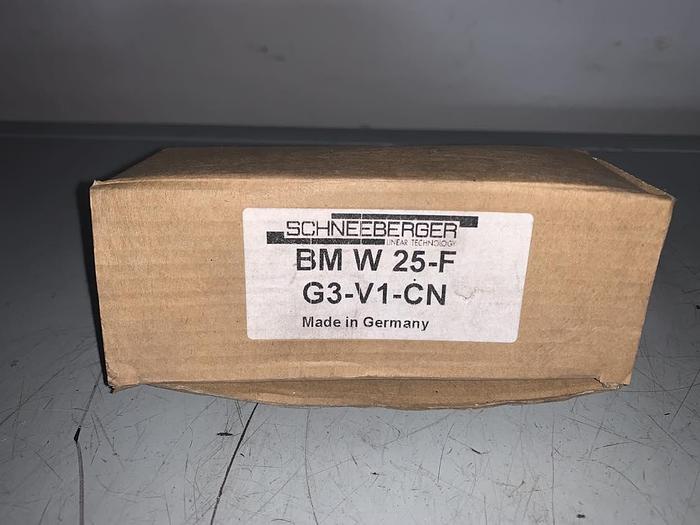 SCHNEEBERGER
LINEAR TECHNOLOGY
BM W 25-F
G3-V1-CN
Made in Germany